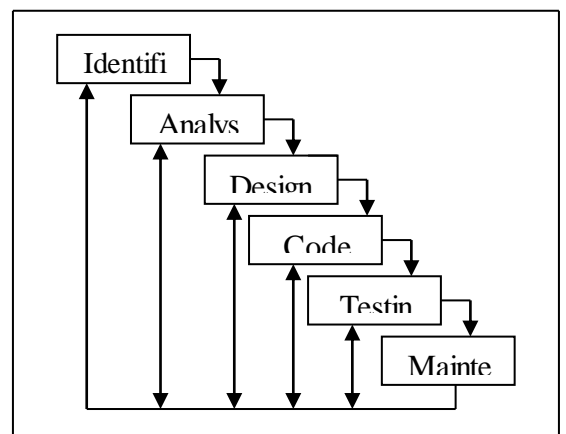 Identifi
Analys
Design
Code
Testin
Mainte